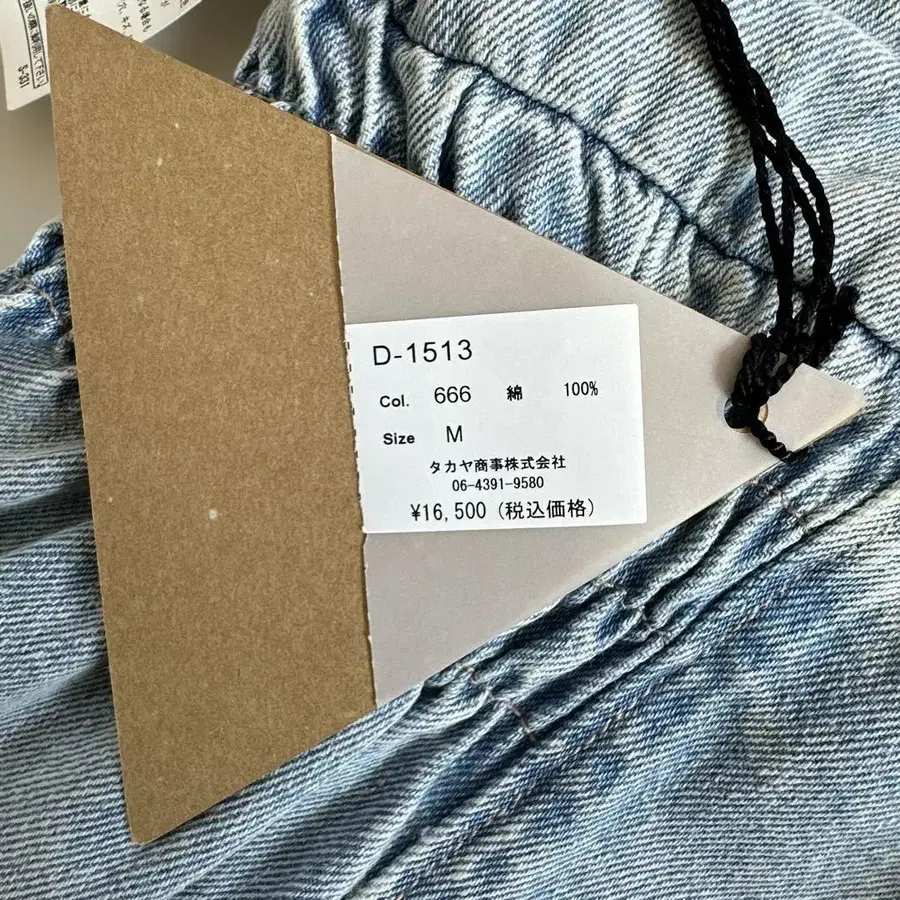 D-1513
Col. 666 綿 100%
Size M
タカヤ商事株式会社
06-4391-9580
¥16,500 (税込価格)
S-331